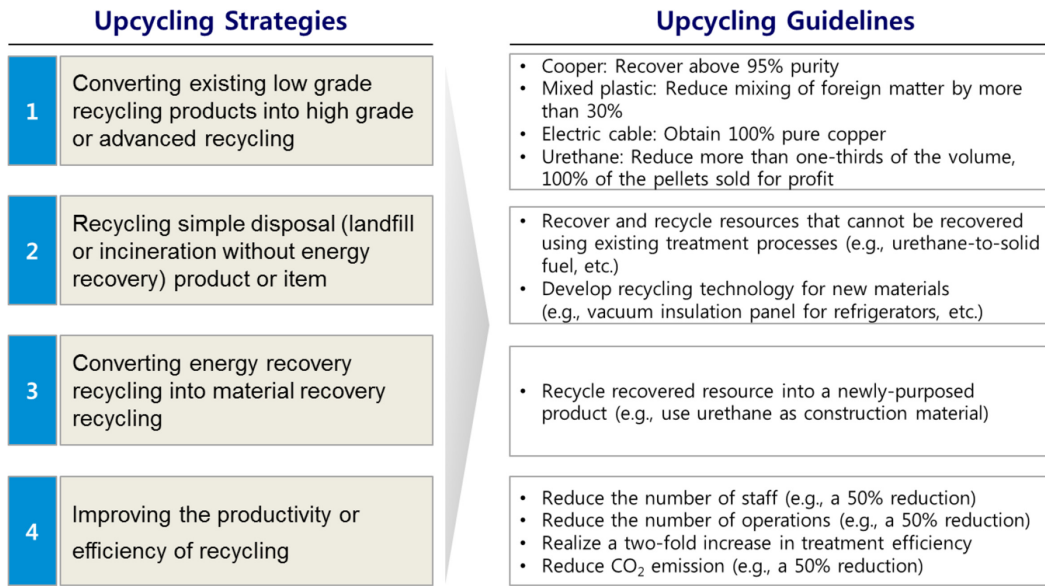 Upcycling Strategies
Upcycling Guidelines
1
Converting existing low grade
recycling products into high grade
or advanced recycling
• Cooper: Recover above 95% purity
• Mixed plastic: Reduce mixing of foreign matter by more
than 30%
• Electric cable: Obtain 100% pure copper
• Urethane: Reduce more than one-thirds of the volume,
100% of the pellets sold for profit
2
Recycling simple disposal (landfill
or incineration without energy
recovery) product or item
• Recover and recycle resources that cannot be recovered
using existing treatment processes (e.g., urethane-to-solid
fuel, etc.)
• Develop recycling technology for new materials
(e.g., vacuum insulation panel for refrigerators, etc.)
3
Converting energy recovery
recycling into material recovery
recycling
• Recycle recovered resource into a newly-purposed
product (e.g., use urethane as construction material)
4
Improving the productivity or
efficiency of recycling
• Reduce the number of staff (e.g., a 50% reduction)
• Reduce the number of operations (e.g., a 50% reduction)
• Realize a two-fold increase in treatment efficiency
• Reduce CO₂ emission (e.g., a 50% reduction)